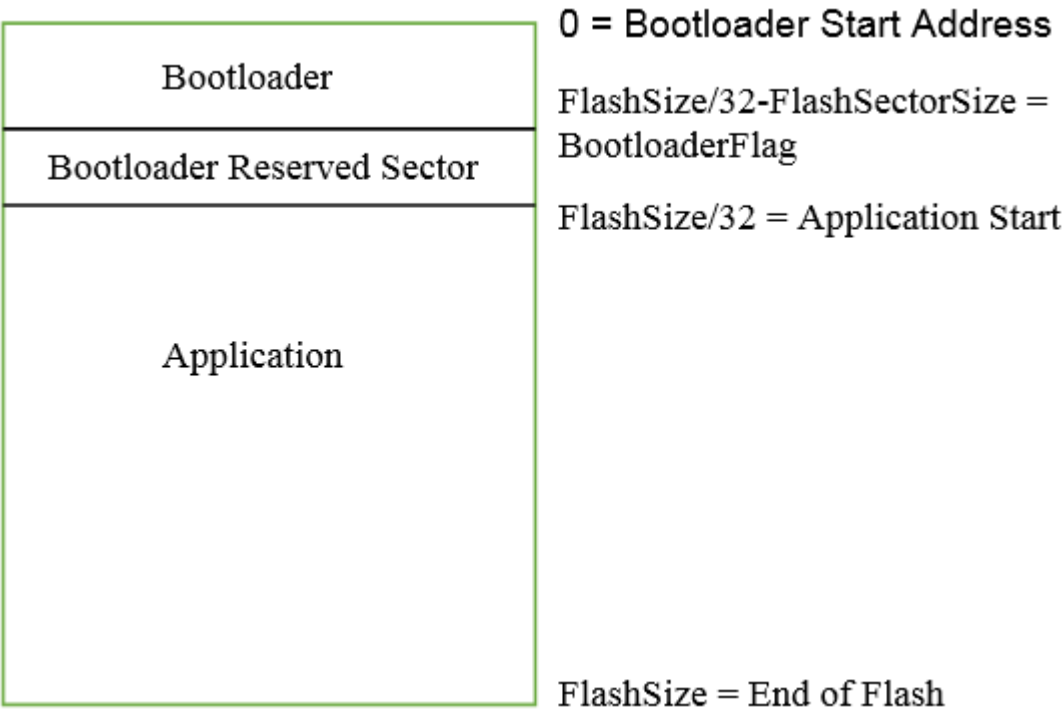 0 = Bootloader Start Address
Bootloader
FlashSize/32-FlashSectorSize =
BootloaderFlag
Bootloader Reserved Sector
FlashSize/32 = Application Start
Application
FlashSize = End of Flash